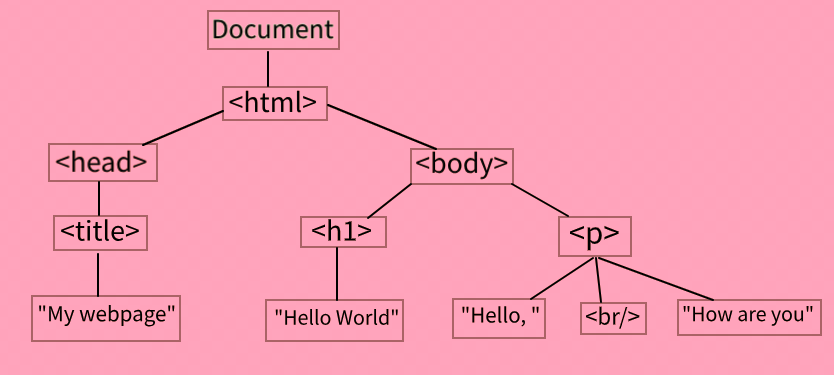 Document
<html>
<head>
<body>
<title>
<h1>
<p>
"My webpage"
"Hello World"
"Hello, "
<br/>
"How are you"